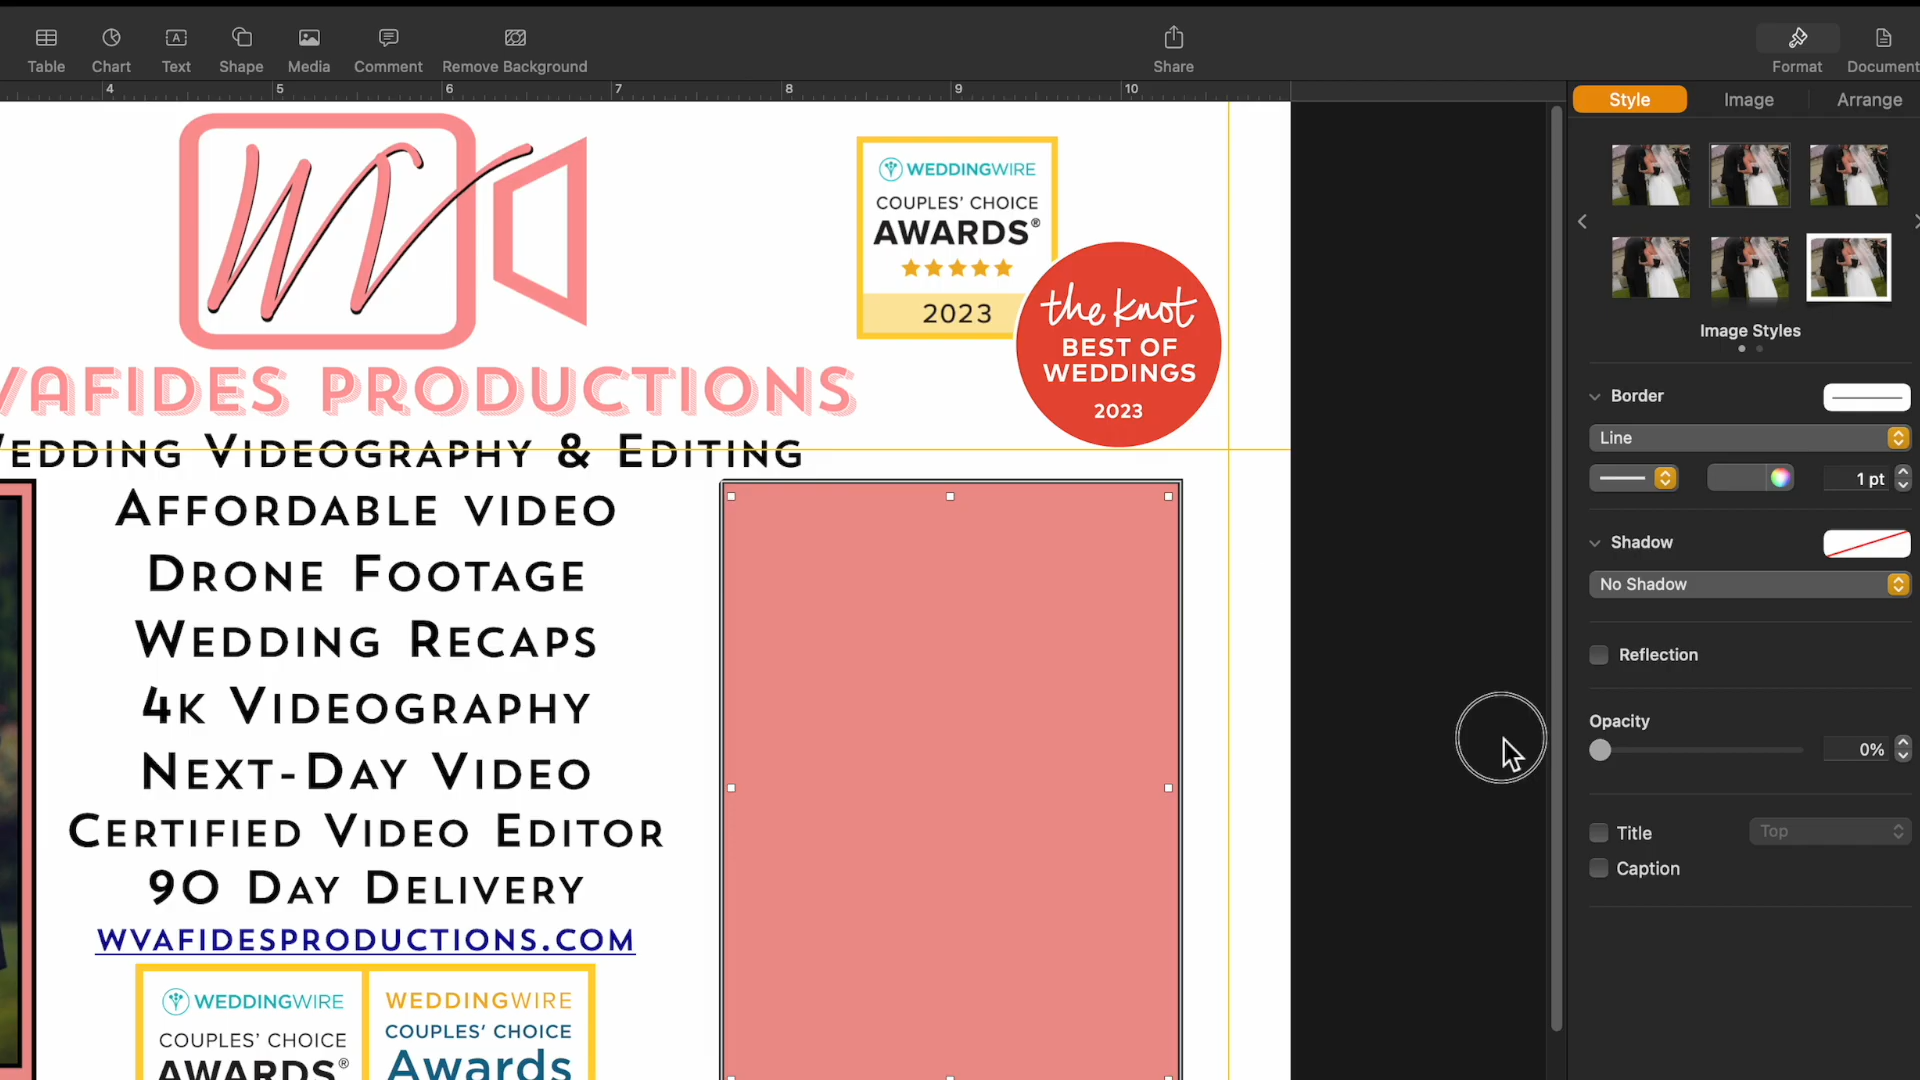 Table
Chart
Text
Shape
Media
Comment
Remove Background
Share
Format
Document
4 5 6 7 8 9 10
Style
Image
Arrange
WV
WEDDINGWIRE
COUPLES' CHOICE
AWARDS®
2023
the knot
BEST OF
WEDDINGS
2023
VAFIDES PRODUCTIONS
Wedding Videography & Editing
Affordable video
Drone Footage
Wedding Recaps
4k Videography
Next-Day Video
Certified Video Editor
90 Day Delivery
WVAFIDESPRODUCTIONS.COM
WEDDINGWIRE
COUPLES' CHOICE
AWARDS®
WEDDINGWIRE
COUPLES' CHOICE
Awards
Image Styles
Border
Line
1 pt
Shadow
No Shadow
Reflection
Opacity
0%
Title
Top
Caption